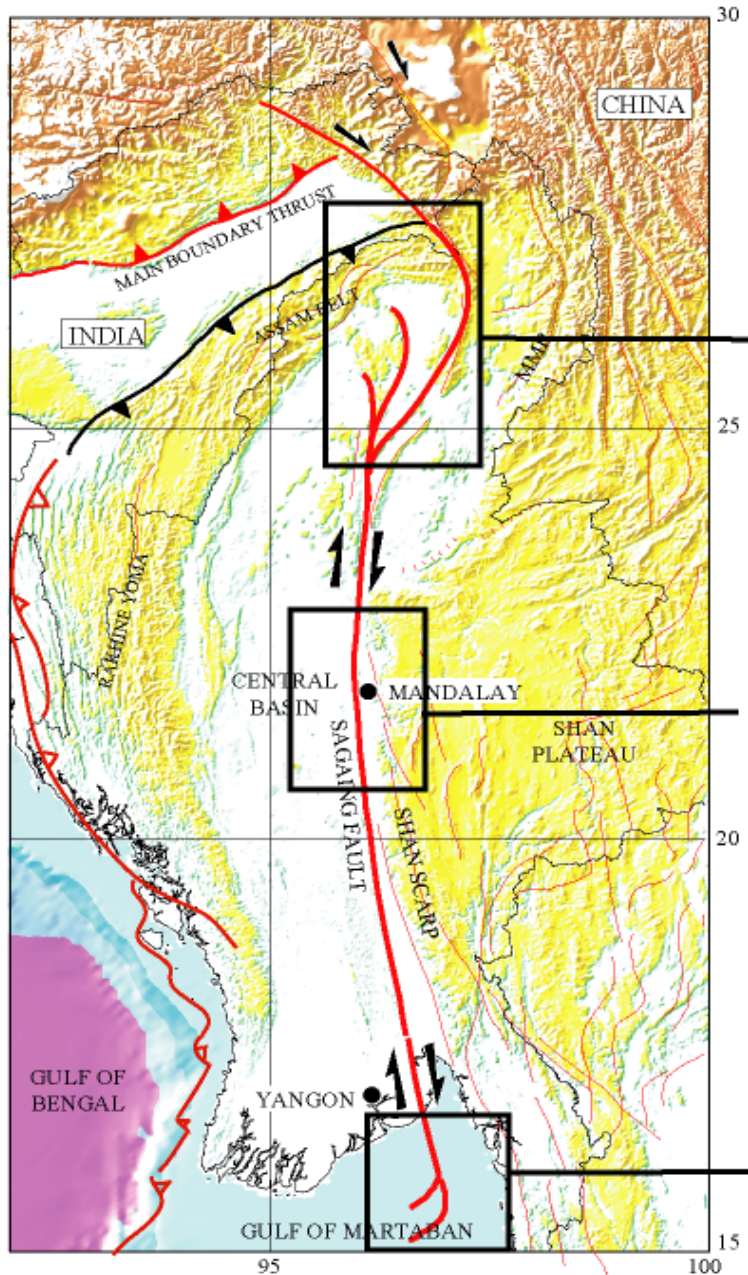 30
CHINA
MAIN BOUNDARY THRUST
INDIA
ASSAM BELT
MMB
25
RAKHINE YOMA
CENTRAL
BASIN
MANDALAY
SHAN
PLATEAU
SAGAING FAULT
SHAN SCARP
20
GULF OF
BENGAL
YANGON
GULF OF MARTABAN
15
95
100